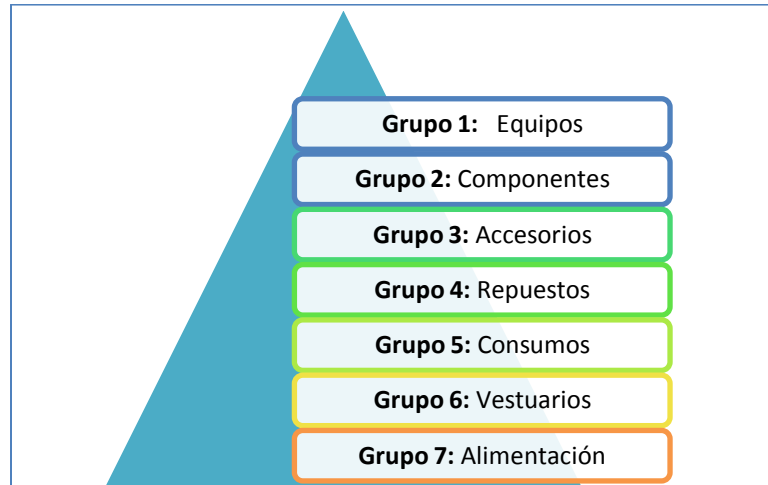 Grupo 1: Equipos
Grupo 2: Componentes
Grupo 3: Accesorios
Grupo 4: Repuestos
Grupo 5: Consumos
Grupo 6: Vestuarios
Grupo 7: Alimentación